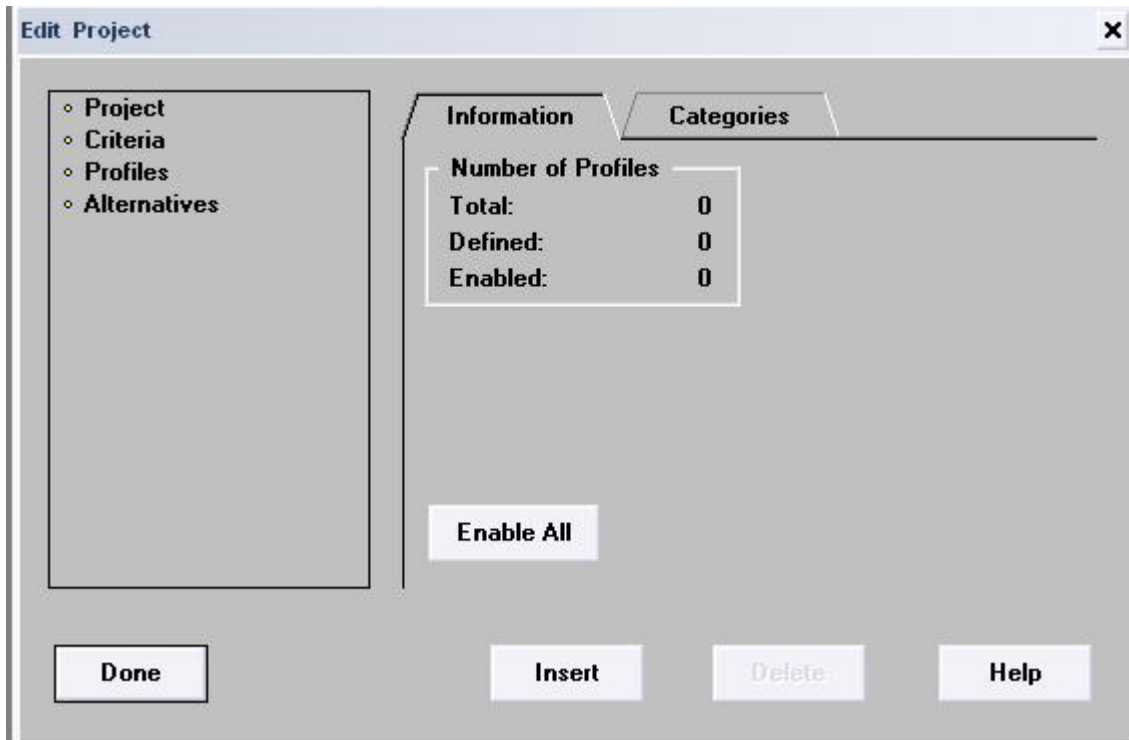 Edit Project
Project
Criteria
Profiles
Alternatives
Information
Categories
Number of Profiles
Total: 0
Defined: 0
Enabled: 0
Enable All
Done
Insert
Delete
Help